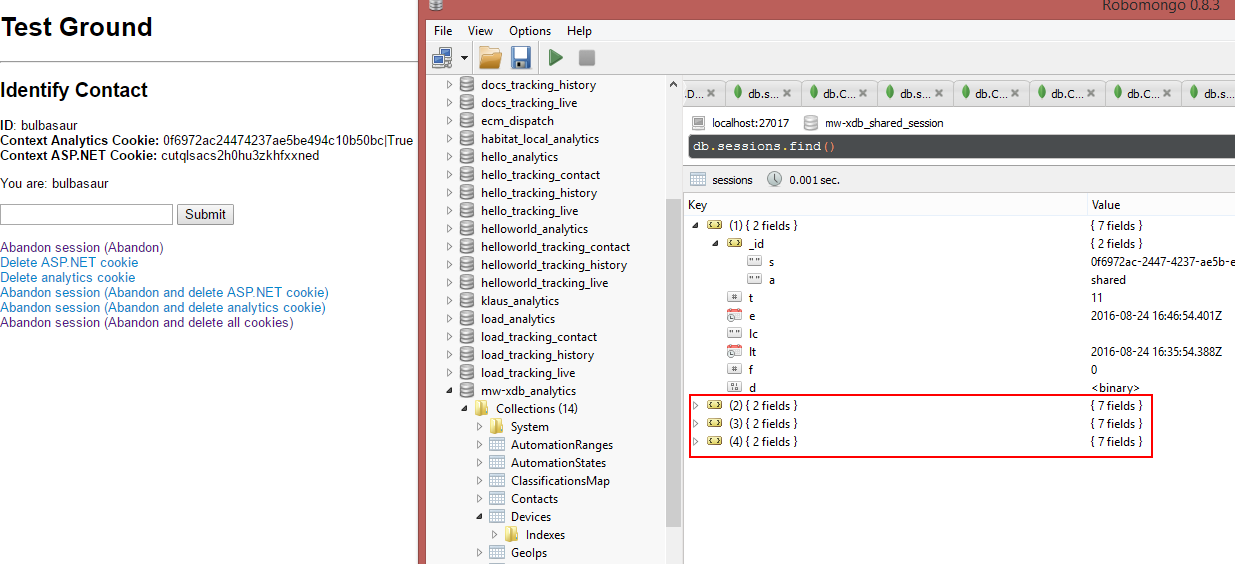 Test Ground
Identify Contact
ID: bulbasaur
Context Analytics Cookie: 0f6972ac24474237ae5be494c10b50bc|True
Context ASP.NET Cookie: cutqlsacs2h0hu3zkhfxxned
You are: bulbasaur
Submit
Abandon session (Abandon)
Delete ASP.NET cookie
Delete analytics cookie
Abandon session (Abandon and delete ASP.NET cookie)
Abandon session (Abandon and delete analytics cookie)
Abandon session (Abandon and delete all cookies)
Robomongo 0.8.3
File View Options Help
docs_tracking_history
docs_tracking_live
ecm_dispatch
habitat_local_analytics
hello_analytics
hello_tracking_contact
hello_tracking_history
hello_tracking_live
helloworld_analytics
helloworld_tracking_contact
helloworld_tracking_history
helloworld_tracking_live
klaus_analytics
load_analytics
load_tracking_contact
load_tracking_history
load_tracking_live
mw-xdb_analytics
Collections (14)
System
AutomationRanges
AutomationStates
ClassificationsMap
Contacts
Devices
Indexes
GeoIps
.D... db.s... db.C... db.s... db.C... db.C... db.C... db.s...
localhost:27017 mw-xdb_shared_session
db.sessions.find()
sessions 0.001 sec.
Key Value
(1) { 2 fields } { 7 fields }
_id { 2 fields }
s 0f6972ac-2447-4237-ae5b-e
a shared
t 11
e 2016-08-24 16:46:54.401Z
lc
lt 2016-08-24 16:35:54.388Z
f 0
d <binary>
(2) { 2 fields } { 7 fields }
(3) { 2 fields } { 7 fields }
(4) { 2 fields } { 7 fields }